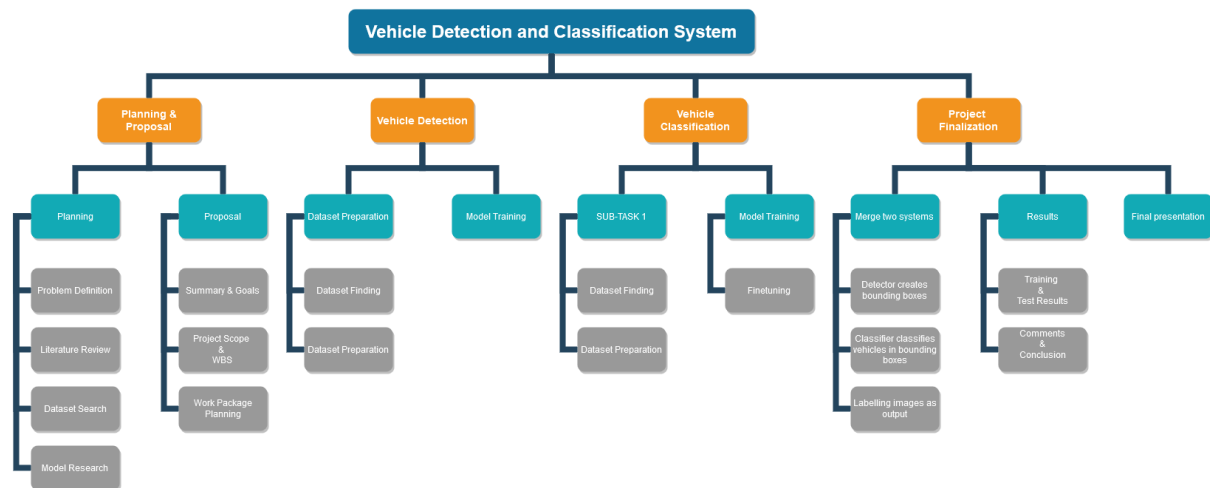 Vehicle Detection and Classification System
Planning &
Proposal
Vehicle Detection
Vehicle
Classification
Project
Finalization
Planning
Proposal
Dataset Preparation
Model Training
SUB-TASK 1
Model Training
Merge two systems
Results
Final presentation
Problem Definition
Summary & Goals
Dataset Finding
Dataset Finding
Finetuning
Detector creates
bounding boxes
Training
&
Test Results
Literature Review
Project Scope
&
WBS
Dataset Preparation
Dataset Preparation
Classifier classifies
vehicles in bounding
boxes
Comments
&
Conclusion
Dataset Search
Work Package
Planning
Labelling images as
output
Model Research